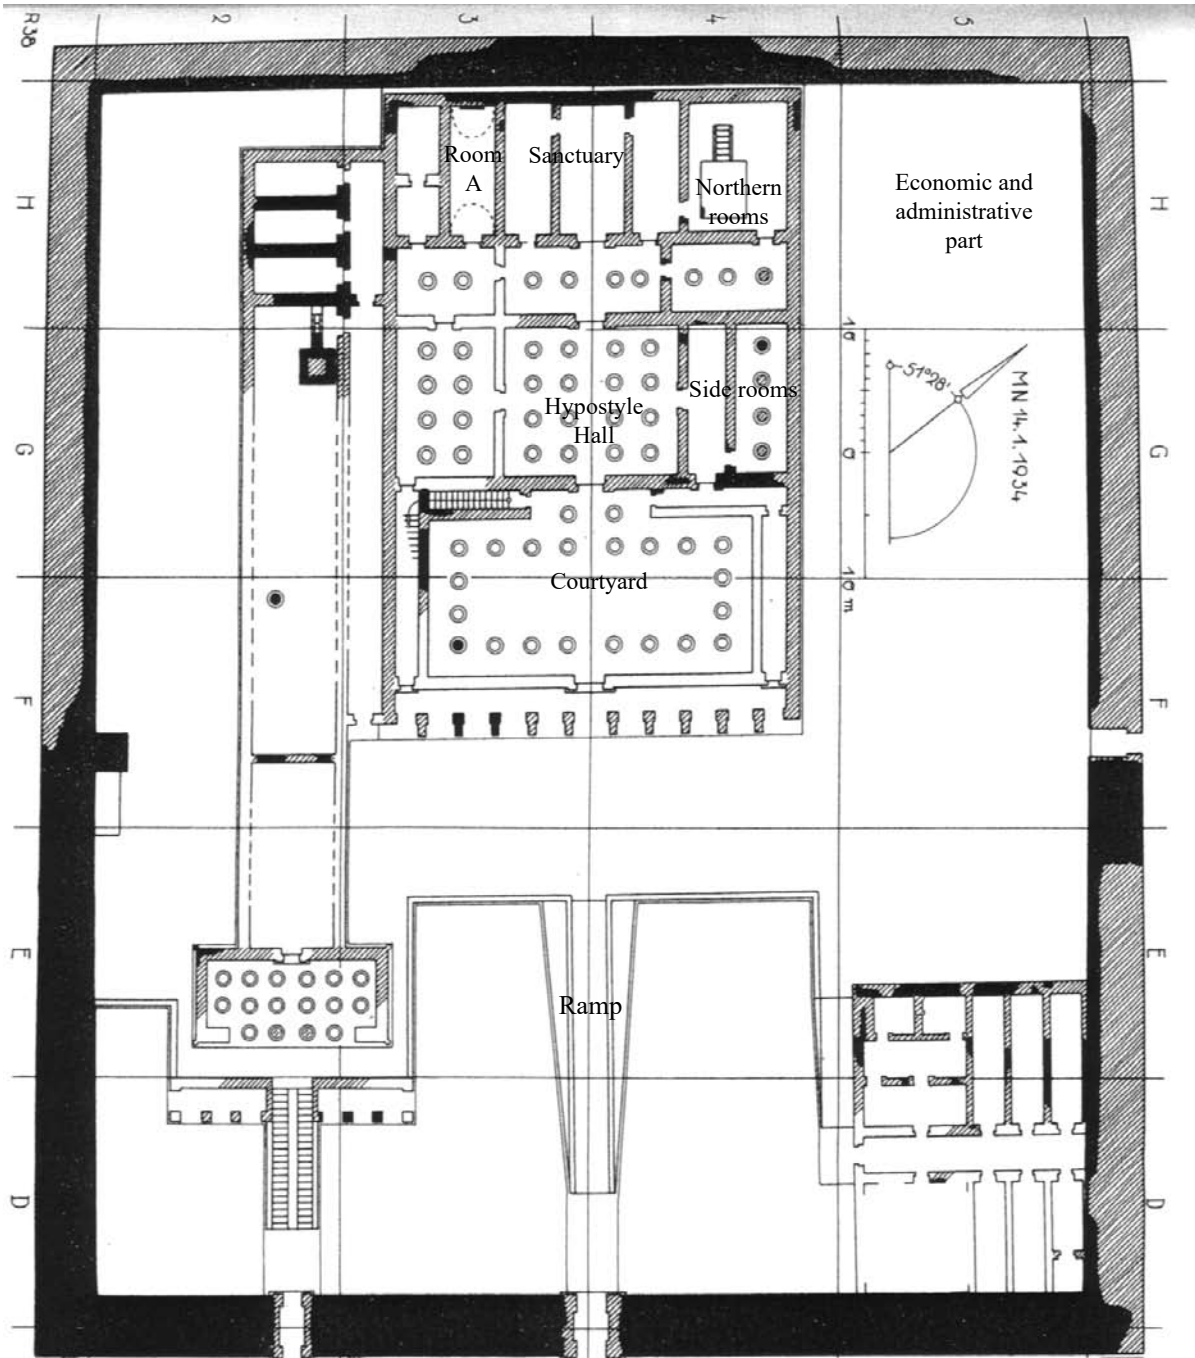 R38
2
3
4
5
H
Room
A
Sanctuary
Northern
rooms
Economic and
administrative
part
H
10
51°28'
MN 14.1.1934
Side rooms
Hypostyle
Hall
G
0
G
Courtyard
10 m
F
F
E
Ramp
E
D
D